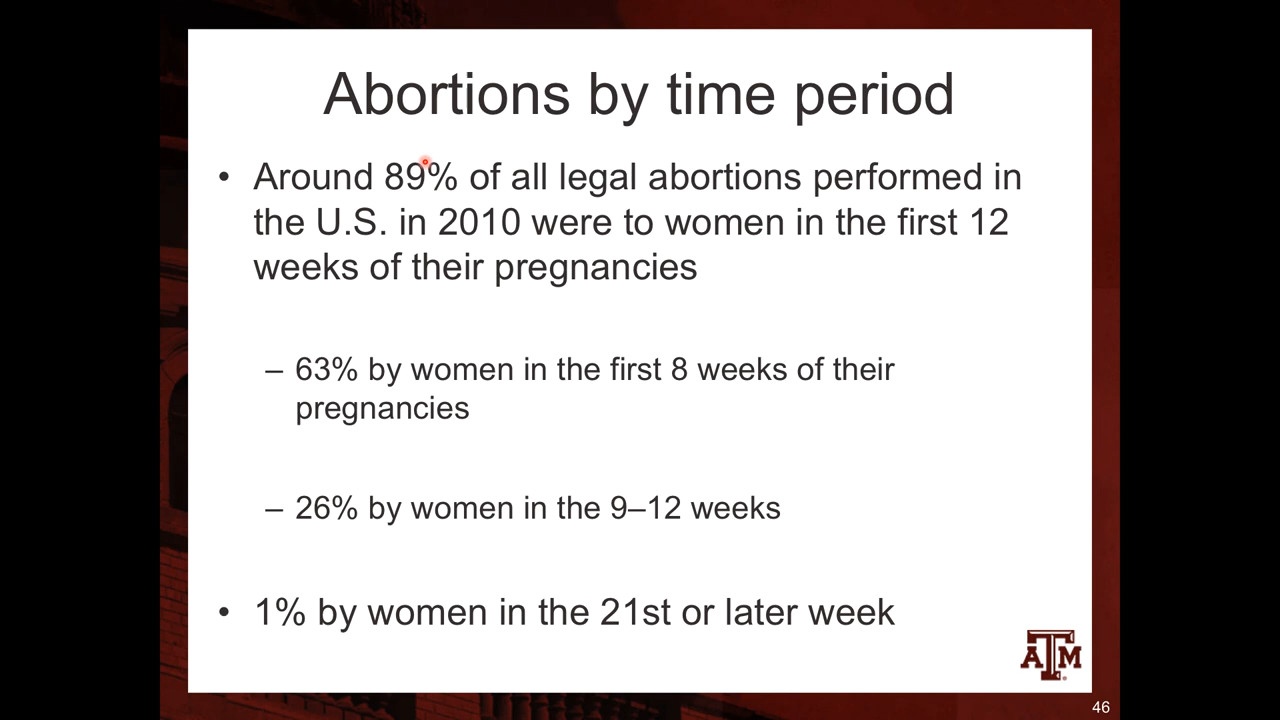 Abortions by time period
• Around 89% of all legal abortions performed in
the U.S. in 2010 were to women in the first 12
weeks of their pregnancies
– 63% by women in the first 8 weeks of their
pregnancies
– 26% by women in the 9–12 weeks
• 1% by women in the 21st or later week
ATM
46